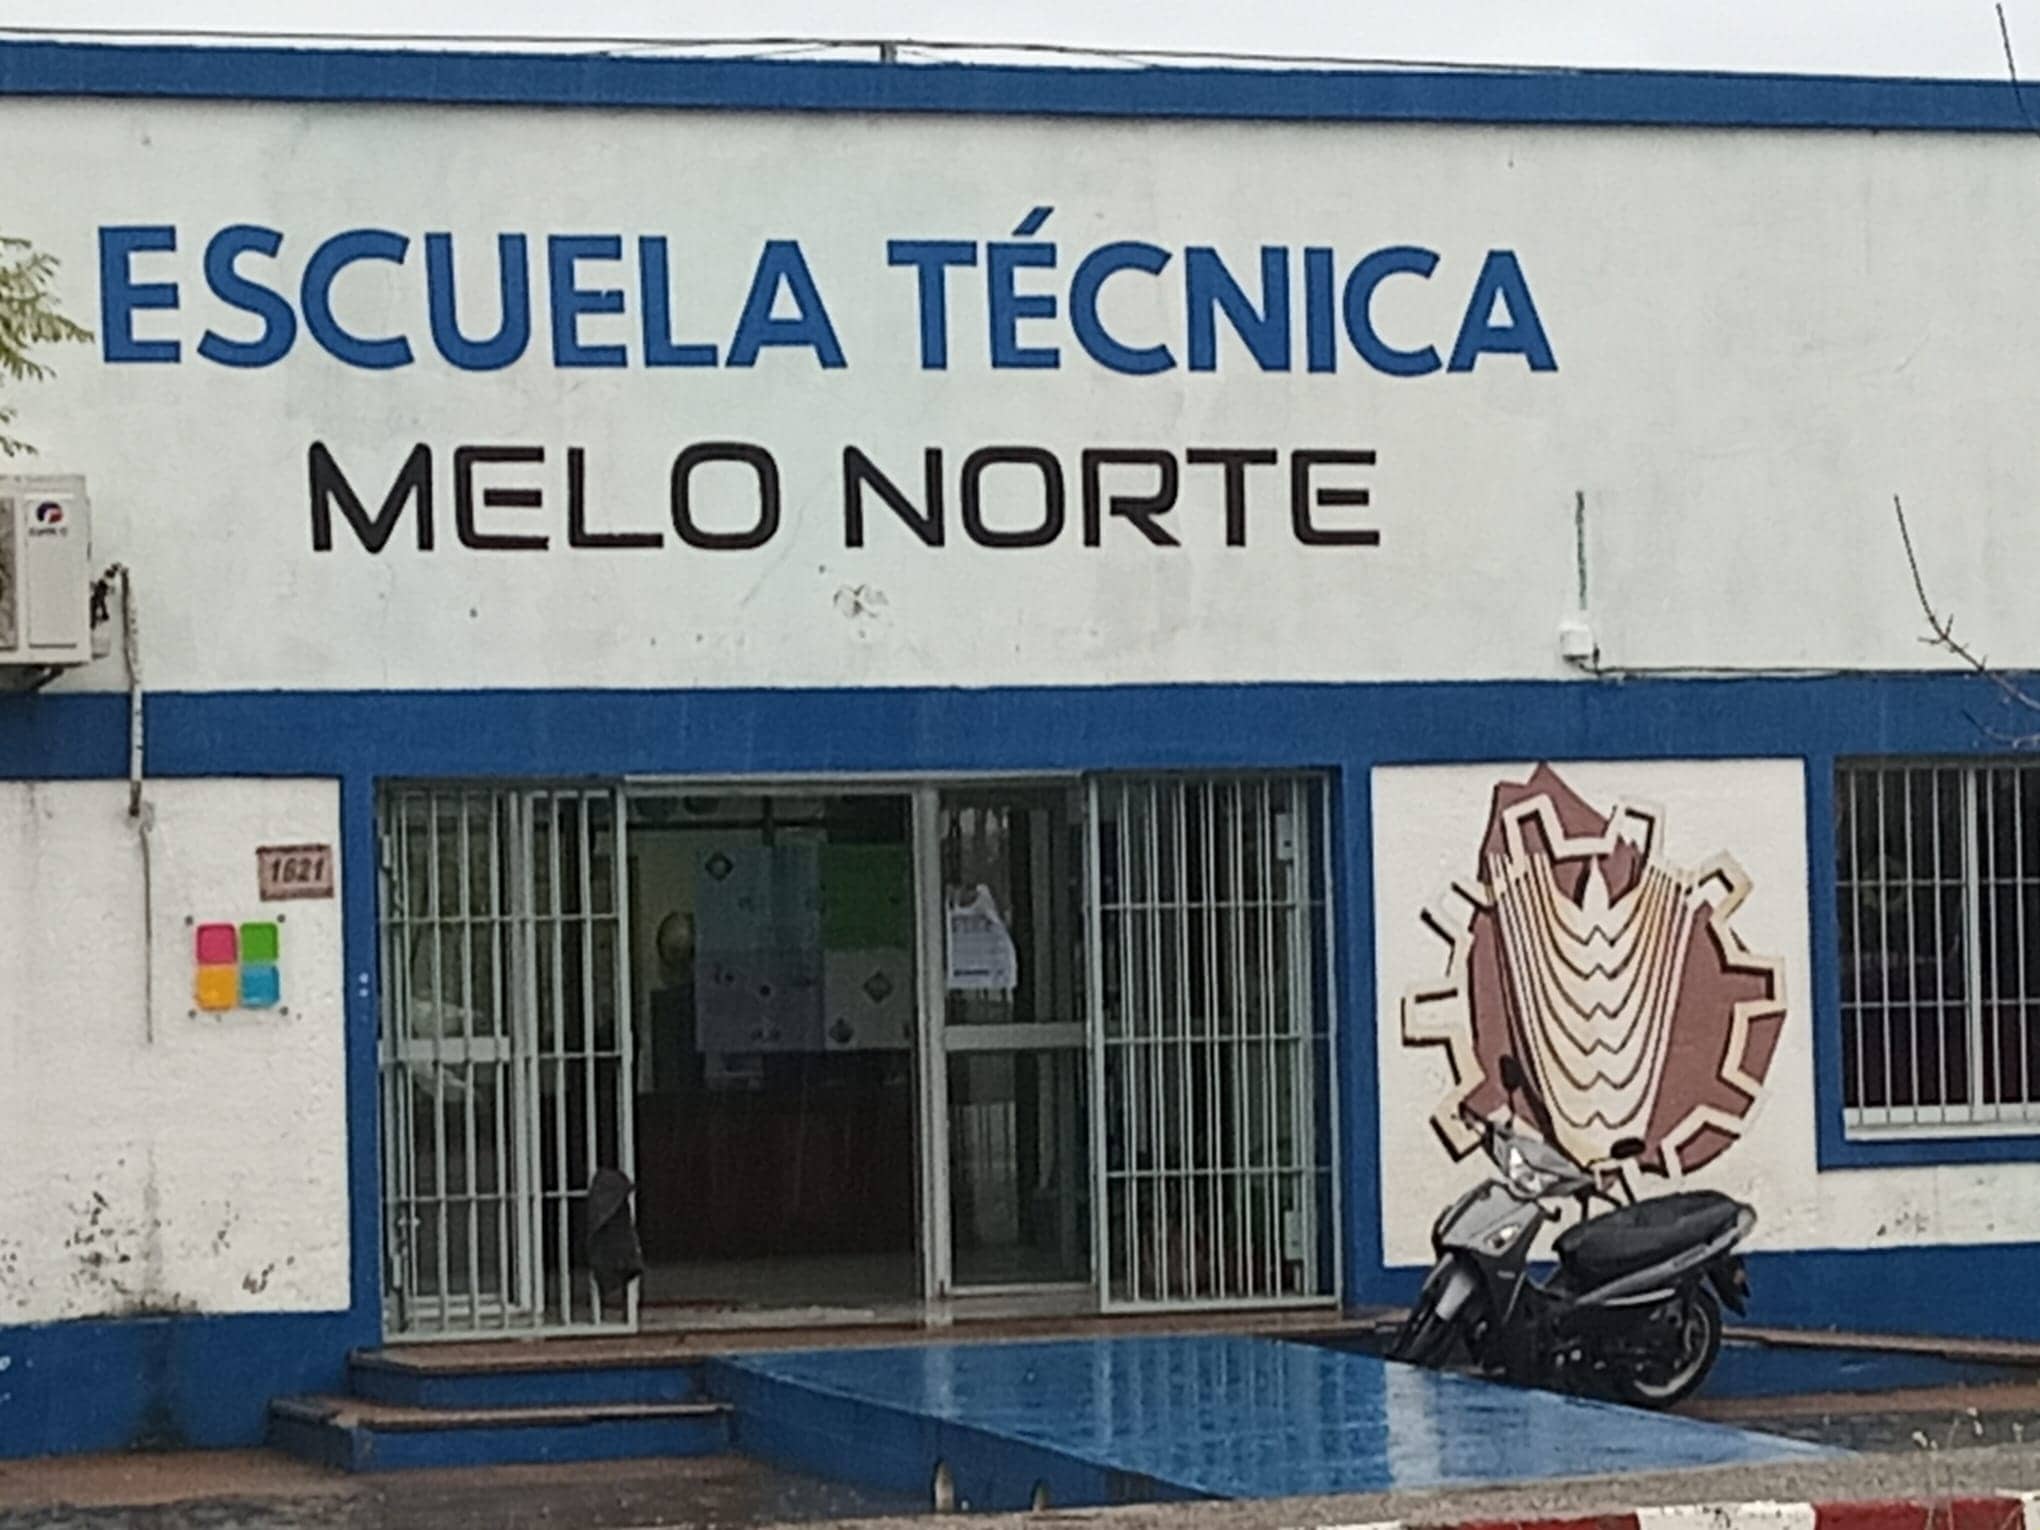 ESCUELA TÉCNICA
MELO NORTE
1621